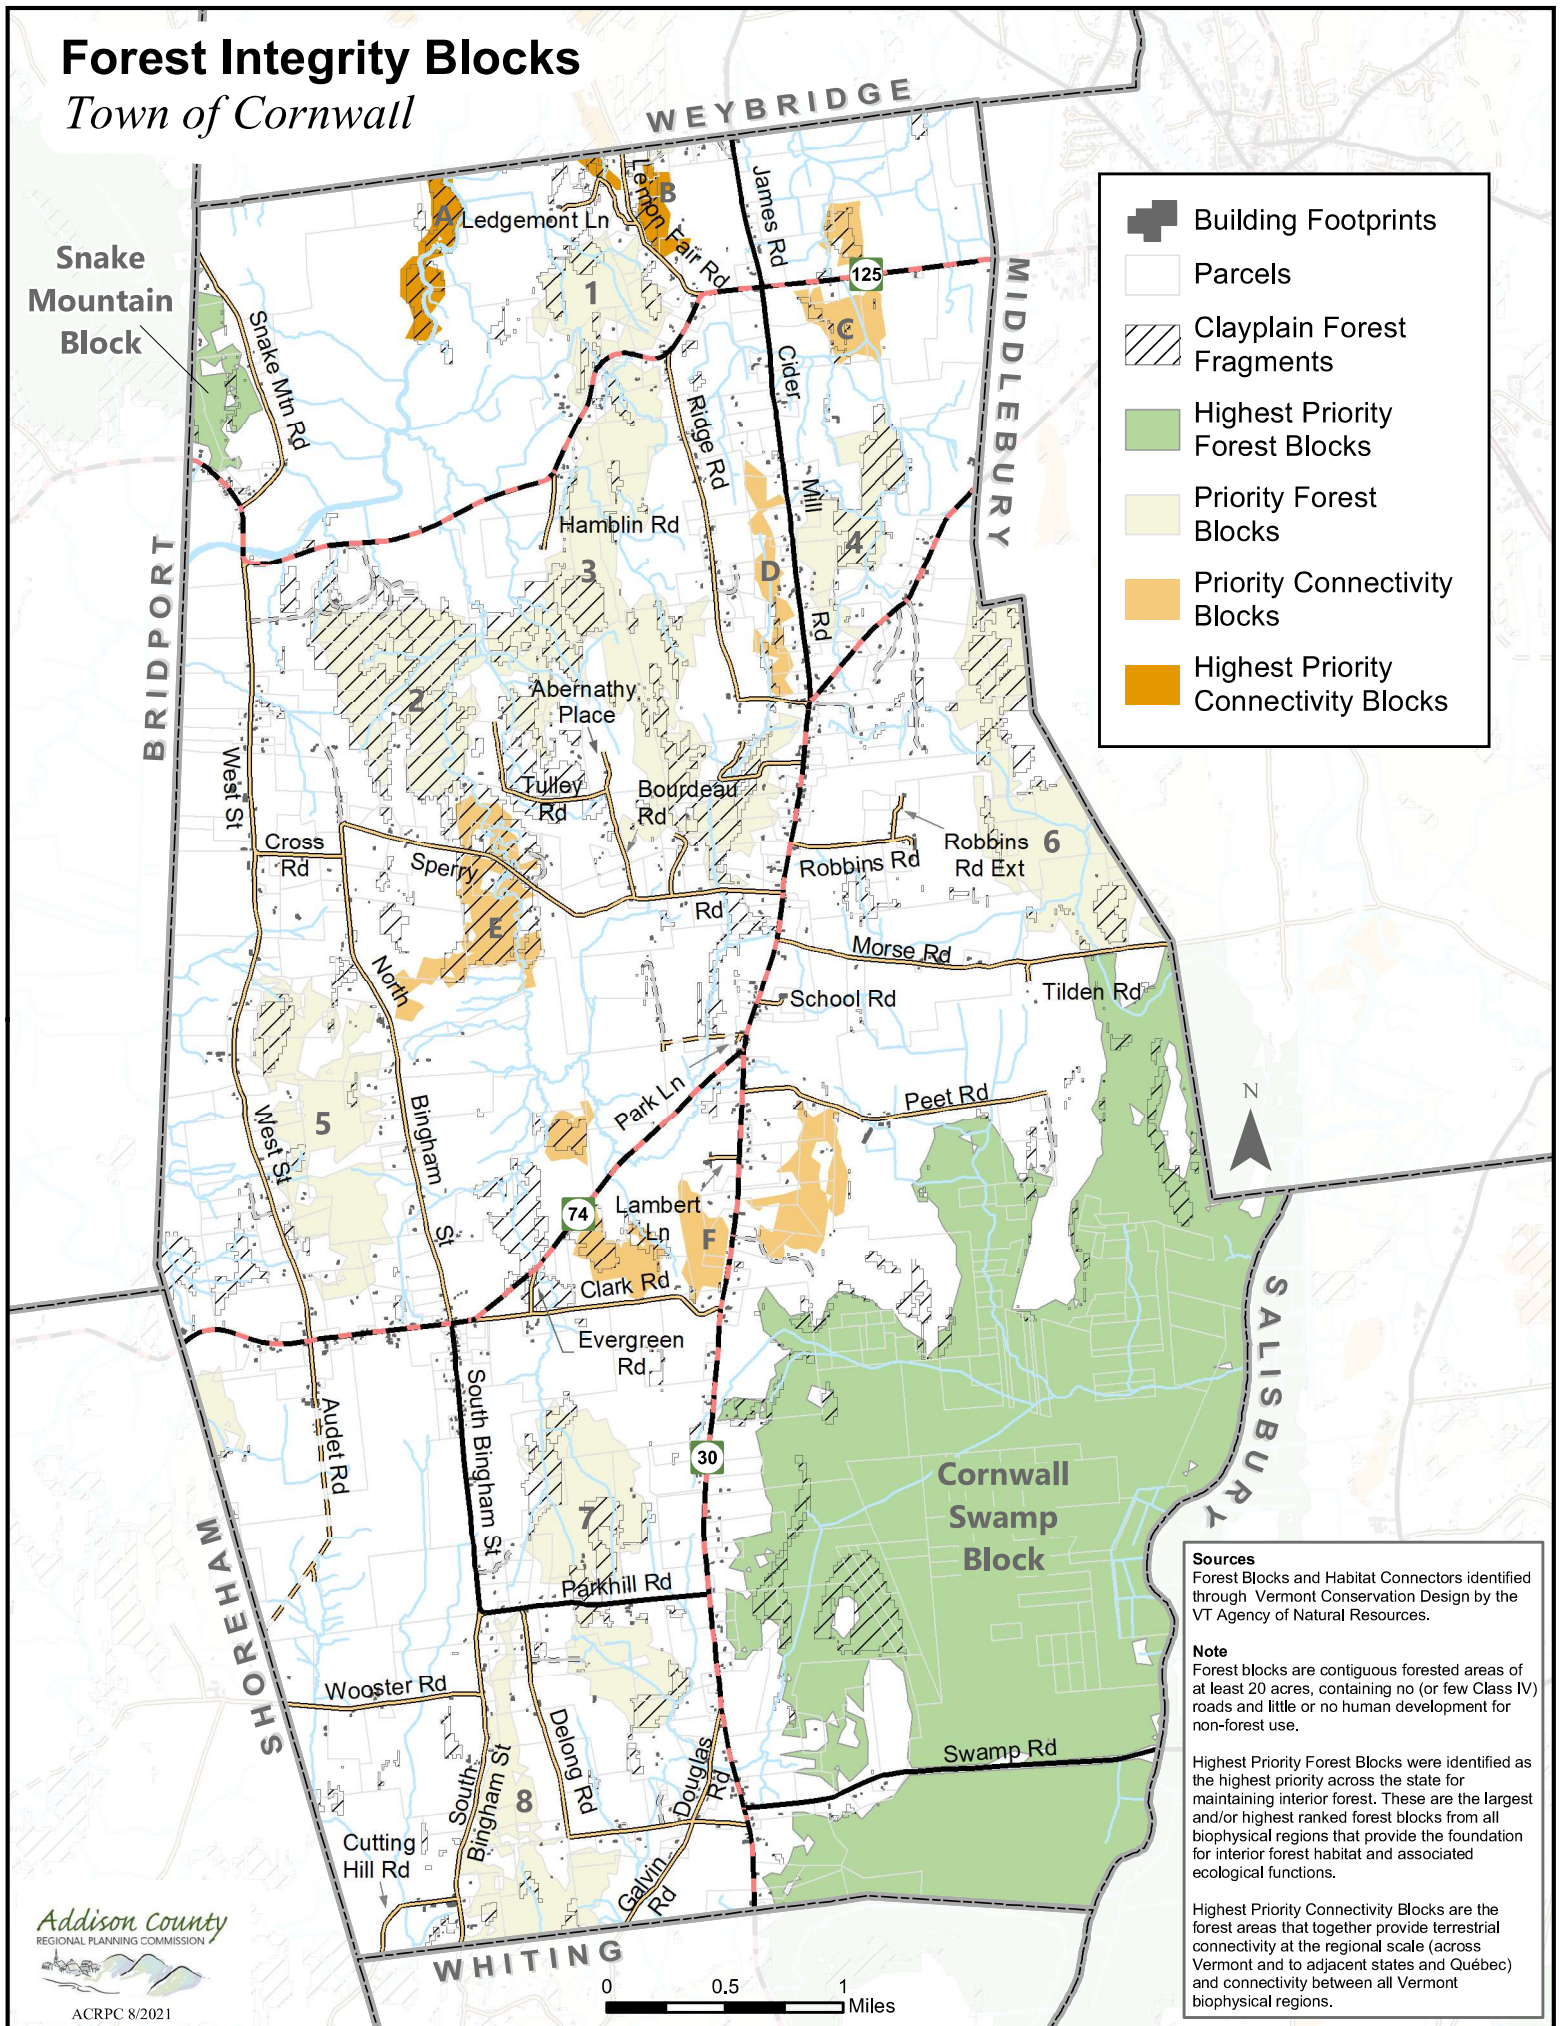 Forest Integrity Blocks
Town of Cornwall
WEYBRIDGE
MIDDLEBURY
BRIDPORT
SALISBURY
SHOREHAM
WHITING
Snake
Mountain
Block
Snake Mtn Rd
A
Ledgemont Ln
Lemon Fair Rd
B
James Rd
125
C
1
Cider
Mill
Rd
Ridge Rd
Hamblin Rd
3
D
4
2
Abernathy
Place
Tulley
Rd
Bourdeau
Rd
West St
Cross
Rd
Sperry
Rd
E
Robbins Rd
Robbins
Rd Ext
6
North
Bingham
St
Morse Rd
School Rd
Tilden Rd
5
West St
Park Ln
Peet Rd
74
Lambert
Ln
F
Clark Rd
Evergreen
Rd
Audet Rd
South Bingham St
30
7
Cornwall
Swamp
Block
Parkhill Rd
Wooster Rd
South
Bingham St
8
Delong Rd
Douglas
Rd
Swamp Rd
Cutting
Hill Rd
Galvin
Rd
Building Footprints
Parcels
Clayplain Forest
Fragments
Highest Priority
Forest Blocks
Priority Forest
Blocks
Priority Connectivity
Blocks
Highest Priority
Connectivity Blocks
N
Sources
Forest Blocks and Habitat Connectors identified
through Vermont Conservation Design by the
VT Agency of Natural Resources.
Note
Forest blocks are contiguous forested areas of
at least 20 acres, containing no (or few Class IV)
roads and little or no human development for
non-forest use.
Highest Priority Forest Blocks were identified as
the highest priority across the state for
maintaining interior forest. These are the largest
and/or highest ranked forest blocks from all
biophysical regions that provide the foundation
for interior forest habitat and associated
ecological functions.
Highest Priority Connectivity Blocks are the
forest areas that together provide terrestrial
connectivity at the regional scale (across
Vermont and to adjacent states and Québec)
and connectivity between all Vermont
biophysical regions.
Addison County
REGIONAL PLANNING COMMISSION
ACRPC 8/2021
0 0.5 1
Miles